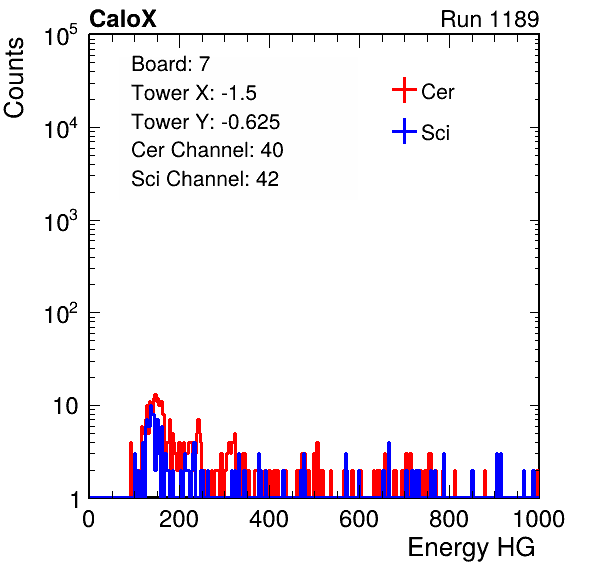 CaloX Run 1189
Counts
10^5
10^4
10^3
10^2
10
1
Board: 7
Tower X: -1.5
Tower Y: -0.625
Cer Channel: 40
Sci Channel: 42
Cer
Sci
0 200 400 600 800 1000
Energy HG